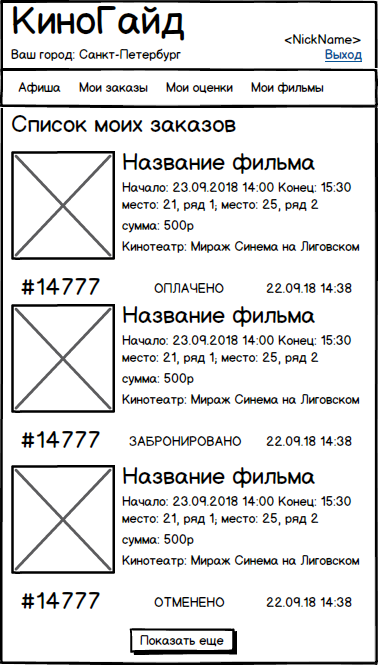 КиноГайд
<NickName>
Ваш город: Санкт-Петербург
Выход
Афиша Мои заказы Мои оценки Мои фильмы
Список моих заказов
Название фильма
Начало: 23.09.2018 14:00 Конец: 15:30
место: 21, ряд 1; место: 25, ряд 2
сумма: 500р
Кинотеатр: Мираж Синема на Лиговском
#14777 ОПЛАЧЕНО 22.09.18 14:38
Название фильма
Начало: 23.09.2018 14:00 Конец: 15:30
место: 21, ряд 1; место: 25, ряд 2
сумма: 500р
Кинотеатр: Мираж Синема на Лиговском
#14777 ЗАБРОНИРОВАНО 22.09.18 14:38
Название фильма
Начало: 23.09.2018 14:00 Конец: 15:30
место: 21, ряд 1; место: 25, ряд 2
сумма: 500р
Кинотеатр: Мираж Синема на Лиговском
#14777 ОТМЕНЕНО 22.09.18 14:38
Показать еще